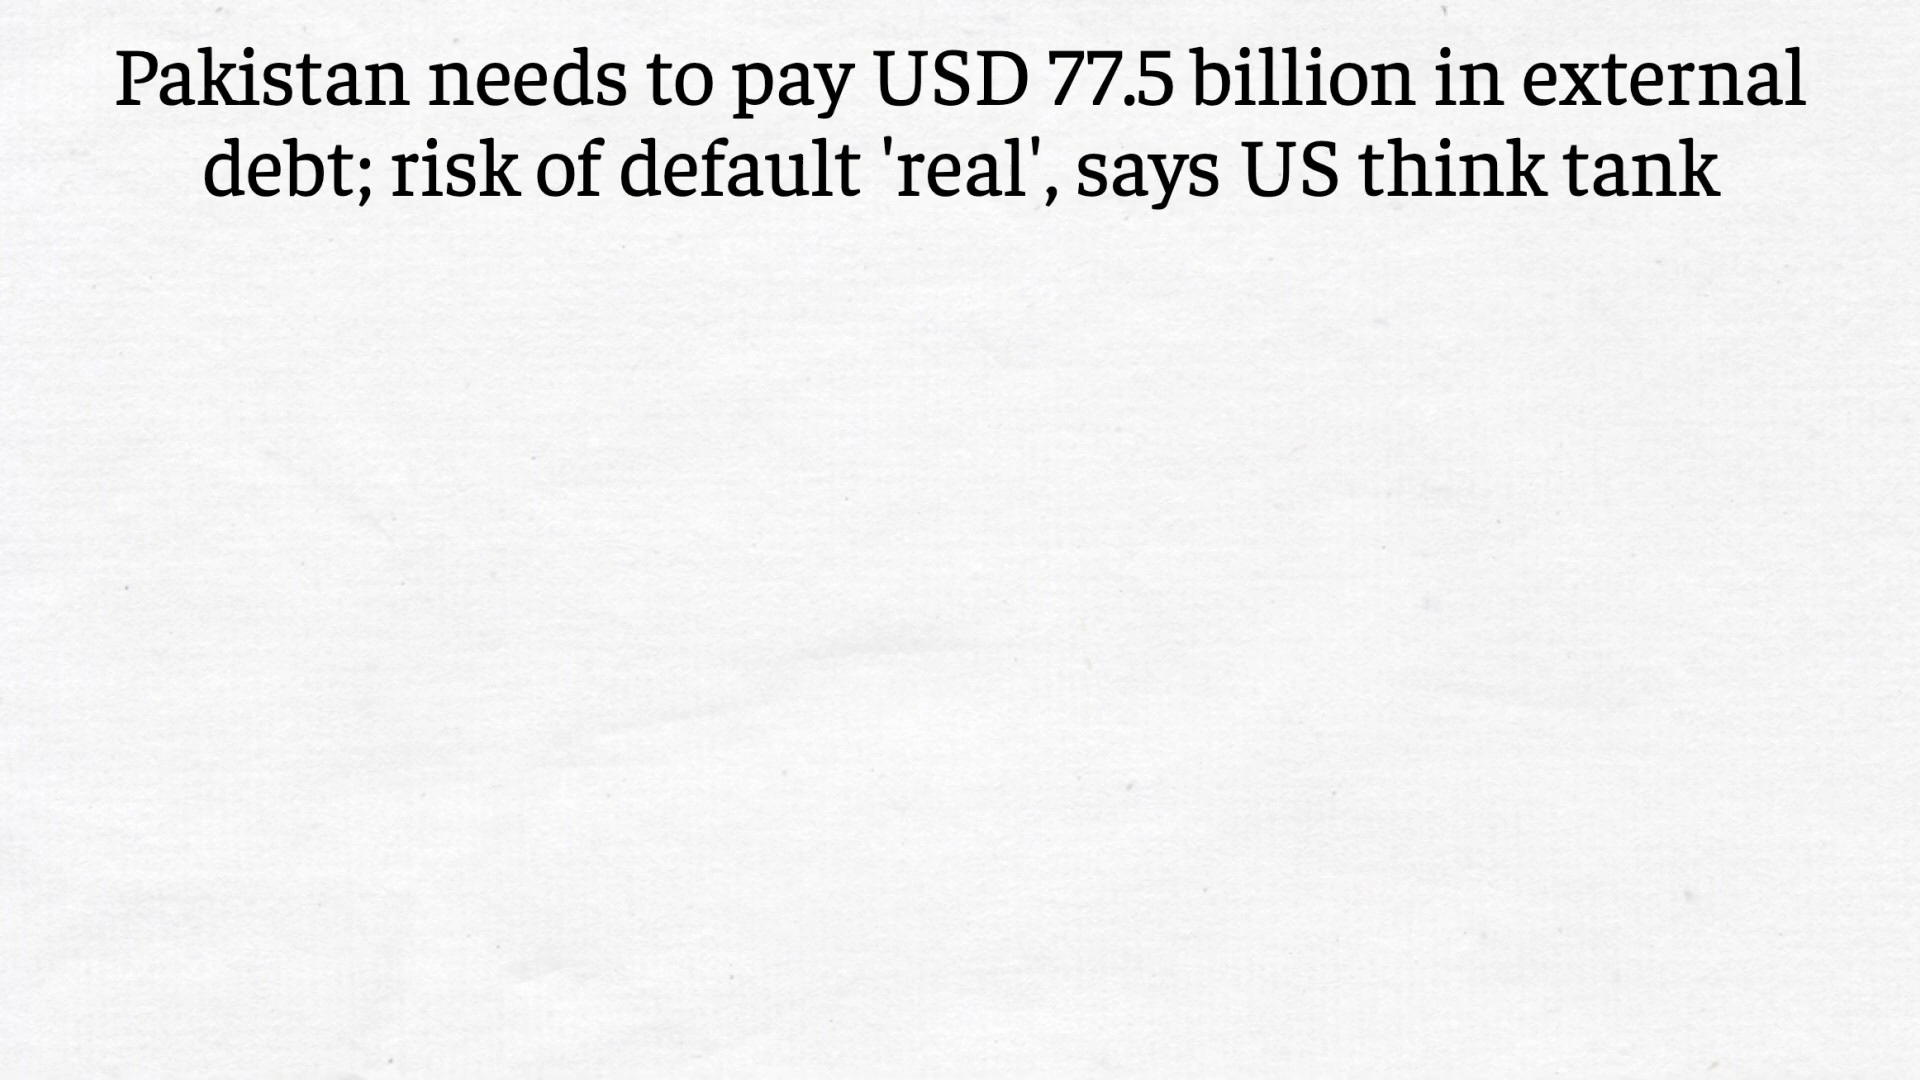 Pakistan needs to pay USD 77.5 billion in external
debt; risk of default 'real', says US think tank